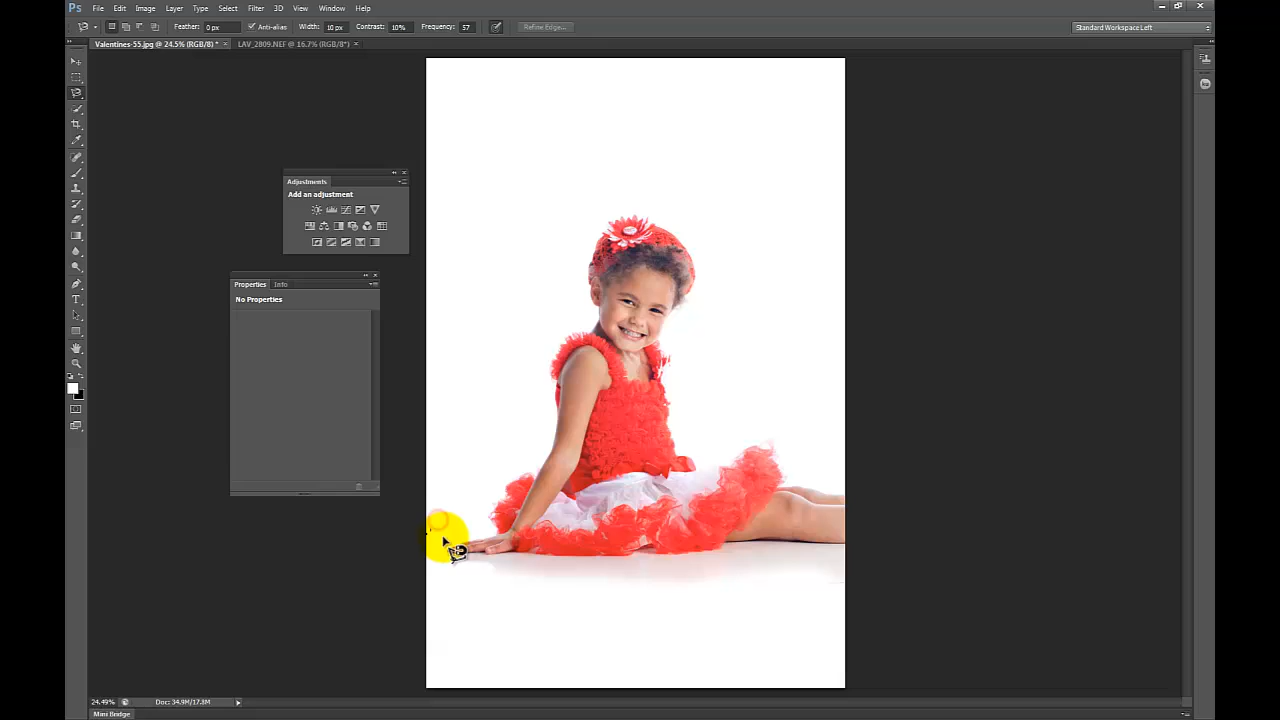 Ps File Edit Image Layer Type Select Filter 3D View Window Help
Feather: 0 px Anti-alias Width: 10 px Contrast: 10% Frequency: 57 Refine Edge... Standard Workspace Left
Valentines-55.jpg @ 24.5% (RGB/8) * × LAV_2809.NEF @ 16.7% (RGB/8*) ×
Adjustments
Add an adjustment
Properties Info
No Properties
T
24.49% Doc: 34.9M/17.8M
Mini Bridge